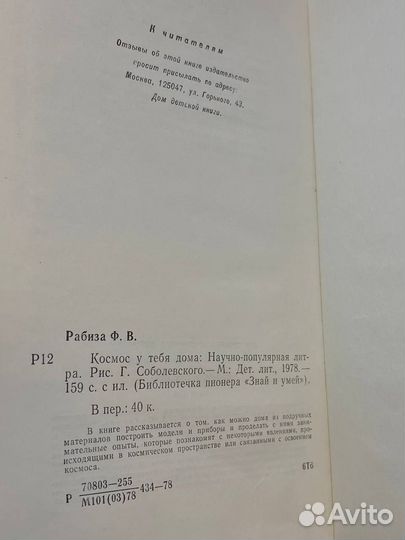 К читателям
Отзывы об этой книге издательство
просит присылать по адресу:
Москва, 125047, ул. Горького, 43.
Дом детской книги.
Рабиза Ф. В.
Р12 Космос у тебя дома: Научно-популярная лит-
ра. Рис. Г. Соболевского.— М.: Дет. лит., 1978.—
159 с. с ил. (Библиотечка пионера «Знай и умей»).
В пер.: 40 к.
В книге рассказывается о том, как можно дома из подручных
материалов построить модели и приборы и проделать с ними зани-
мательные опыты, которые познакомят с некоторыми явлениями, про-
исходящими в космическом пространстве или связанными с освоением
космоса.
6Т6
Р 70803—255
М101(03)78 434—78
Avito